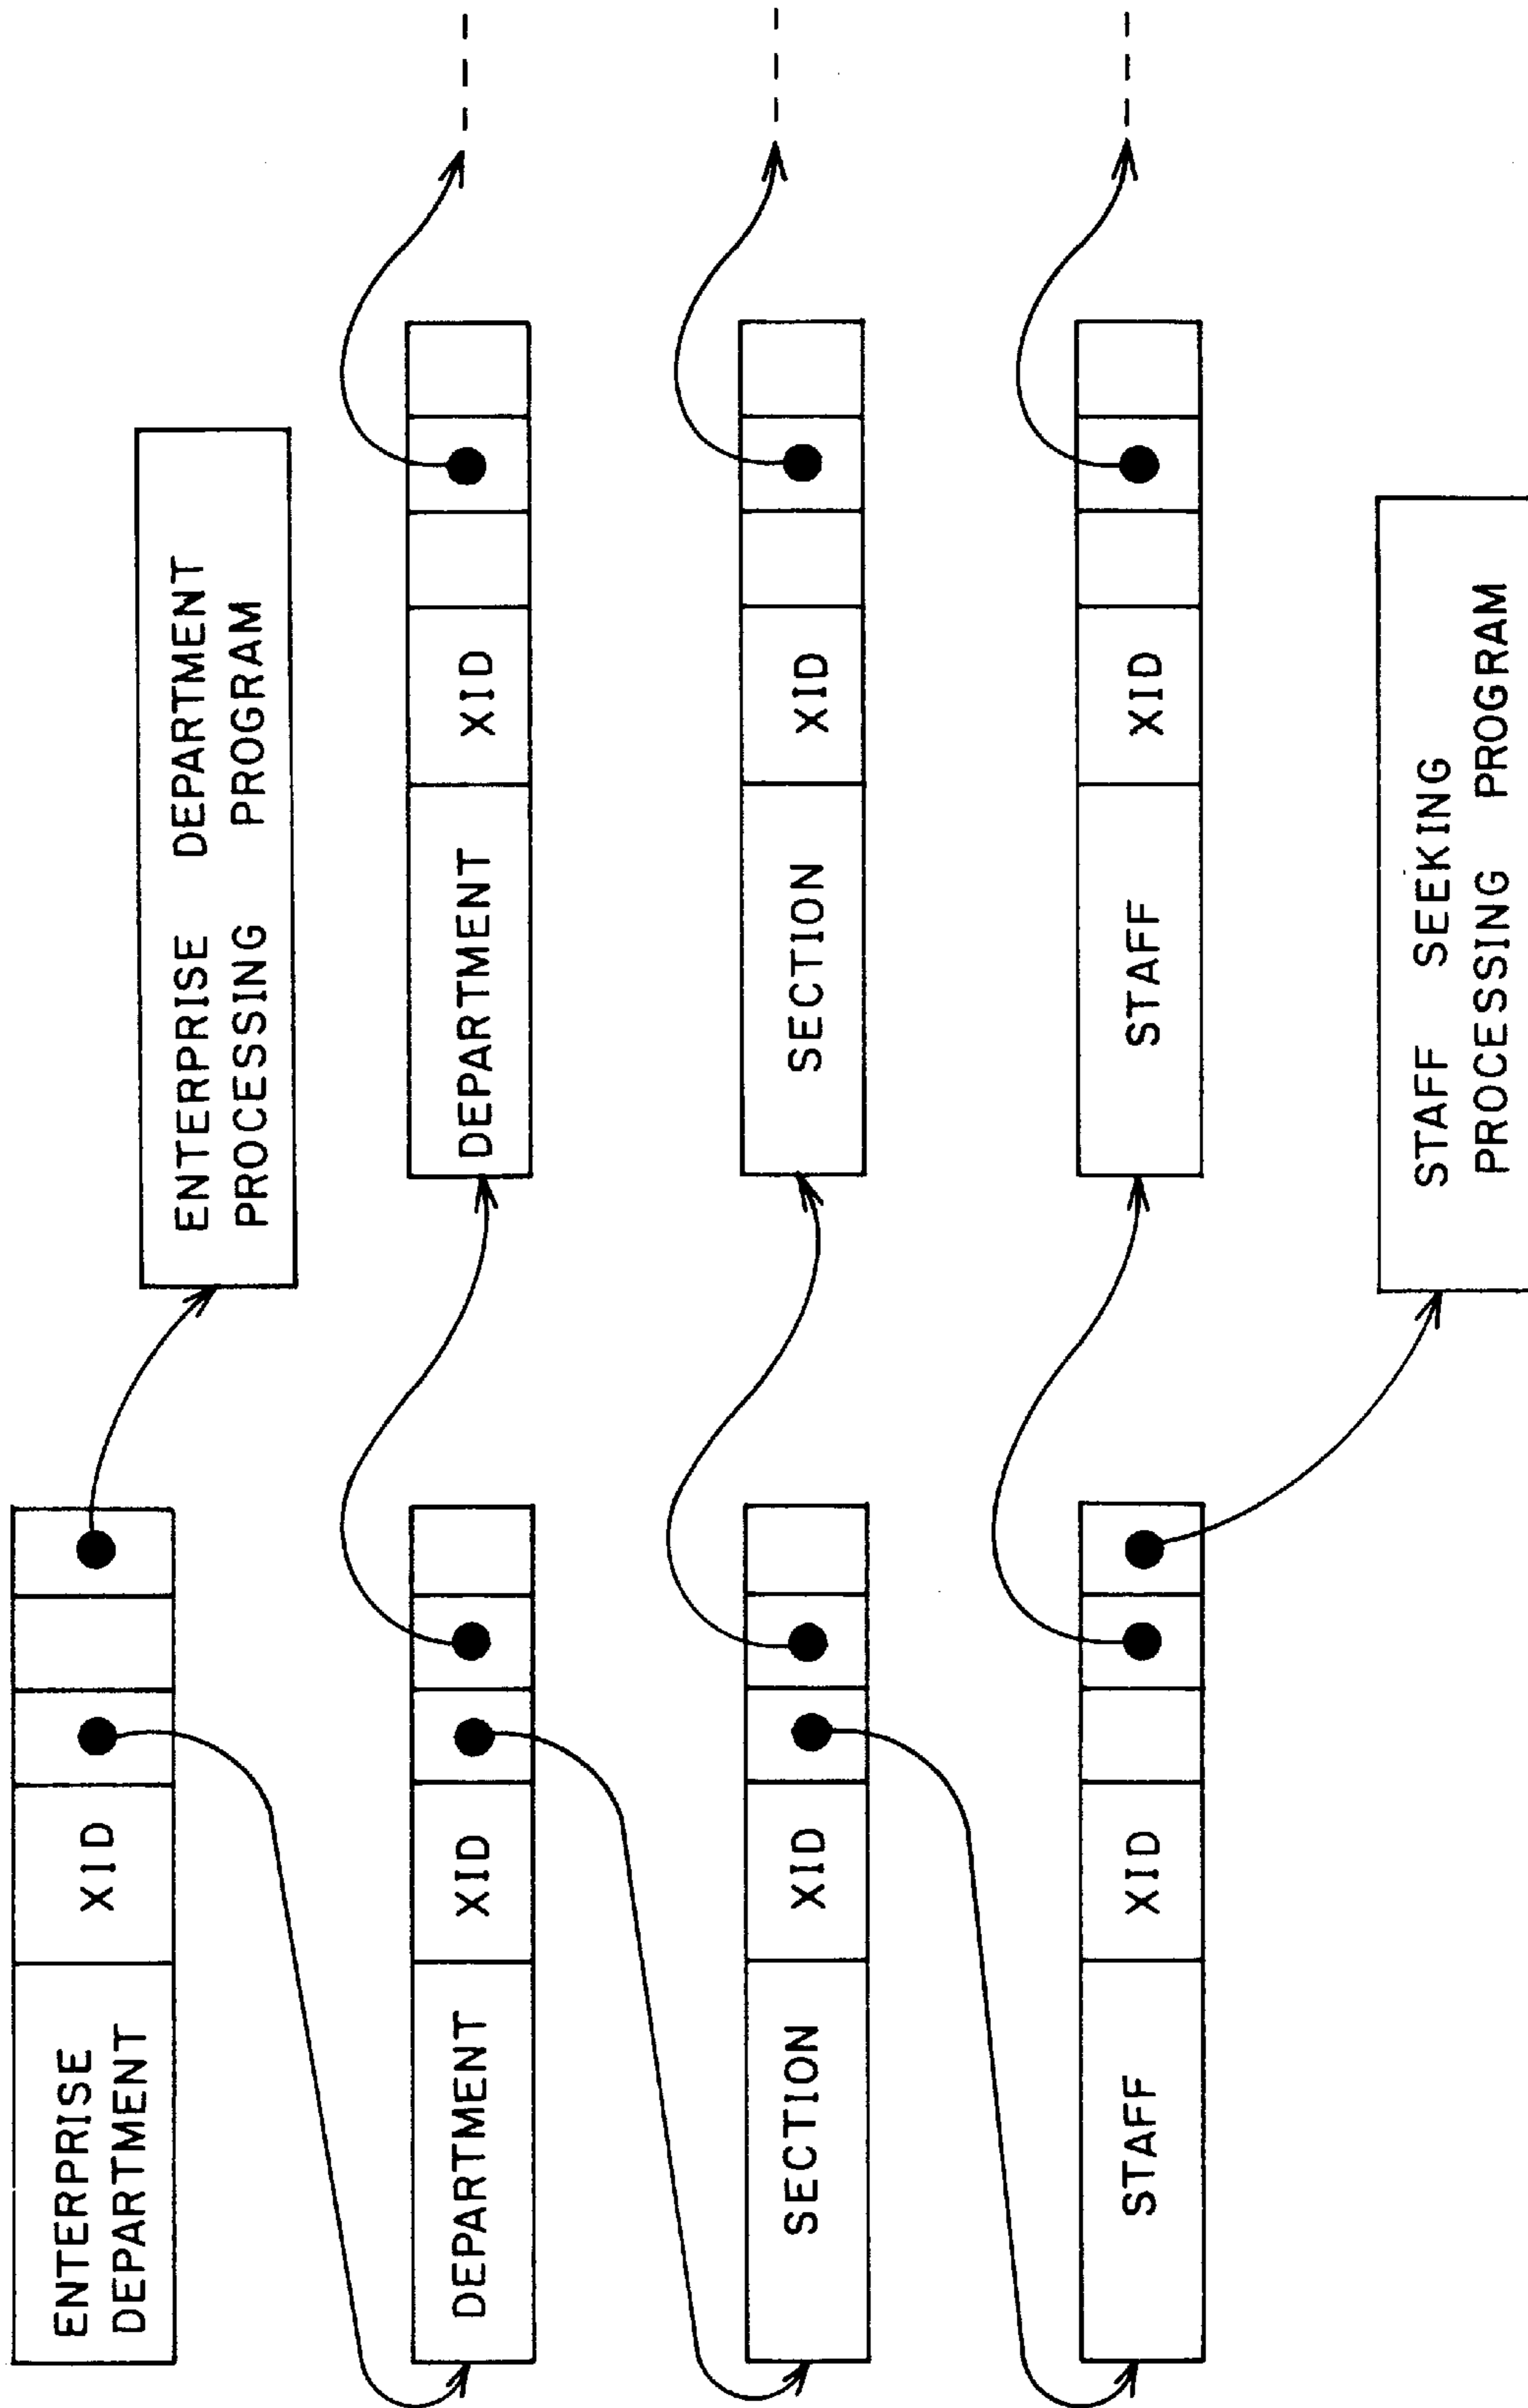 ENTERPRISE
DEPARTMENT
XID
ENTERPRISE DEPARTMENT
PROCESSING PROGRAM
DEPARTMENT
XID
DEPARTMENT
XID
SECTION
XID
SECTION
XID
STAFF
XID
STAFF
XID
STAFF SEEKING
PROCESSING PROGRAM